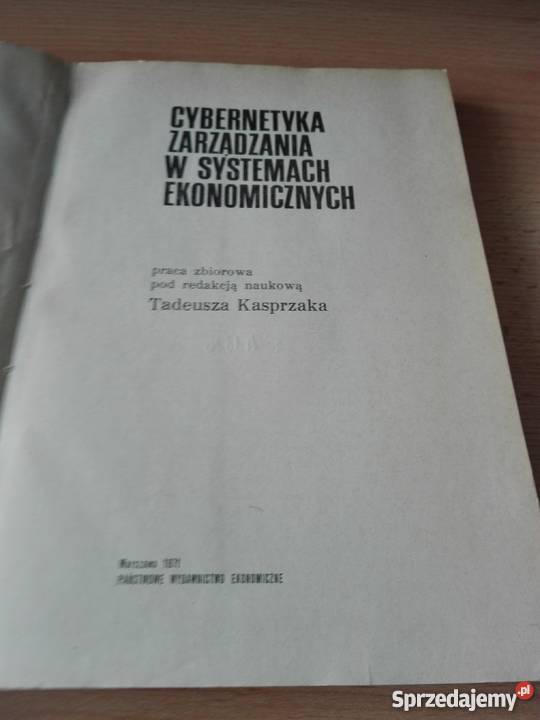 CYBERNETYKA
ZARZĄDZANIA
W SYSTEMACH
EKONOMICZNYCH
praca zbiorowa
pod redakcją naukową
Tadeusza Kasprzaka
Warszawa 1971
PAŃSTWOWE WYDAWNICTWO EKONOMICZNE
Sprzedajemy.pl